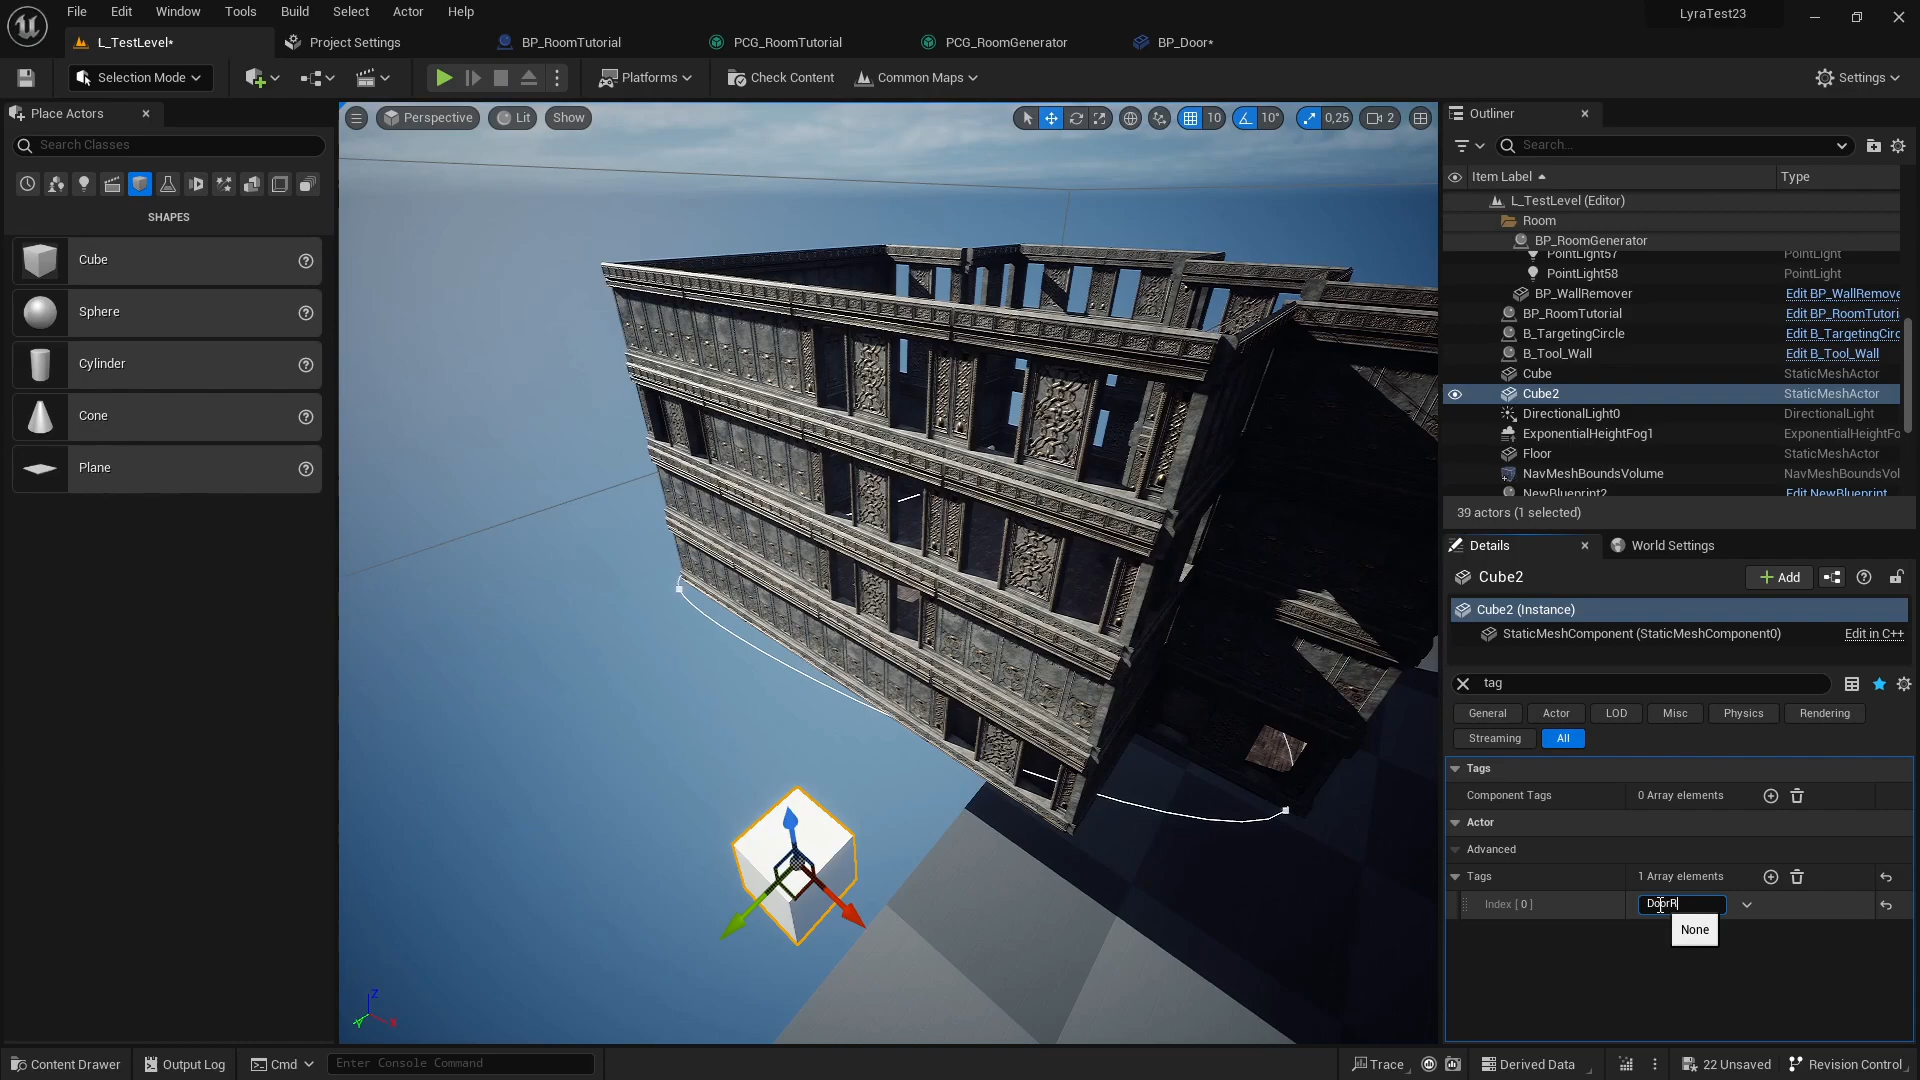 File Edit Window Tools Build Select Actor Help
LyraTest23
L_TestLevel* Project Settings BP_RoomTutorial PCG_RoomTutorial PCG_RoomGenerator BP_Door*
Selection Mode Platforms Check Content Common Maps Settings
Place Actors
Search Classes
SHAPES
Cube
Sphere
Cylinder
Cone
Plane
Perspective Lit Show 10 10° 0,25 2
Z
Y X
Outliner
Search...
Item Label Type
L_TestLevel (Editor)
Room
BP_RoomGenerator
PointLight57 PointLight
PointLight58 PointLight
BP_WallRemover Edit BP_WallRemove
BP_RoomTutorial Edit BP_RoomTutori
B_TargetingCircle Edit B_TargetingCirc
B_Tool_Wall Edit B_Tool_Wall
Cube StaticMeshActor
Cube2 StaticMeshActor
DirectionalLight0 DirectionalLight
ExponentialHeightFog1 ExponentialHeightFo
Floor StaticMeshActor
NavMeshBoundsVolume NavMeshBoundsVol
NewBlueprint2 Edit NewBlueprint
39 actors (1 selected)
Details World Settings
Cube2 Add
Cube2 (Instance)
StaticMeshComponent (StaticMeshComponent0) Edit in C++
tag
General Actor LOD Misc Physics Rendering
Streaming All
Tags
Component Tags 0 Array elements
Actor
Advanced
Tags 1 Array elements
Index [ 0 ] DoorR
None
Content Drawer Output Log Cmd Enter Console Command Trace Derived Data 22 Unsaved Revision Control